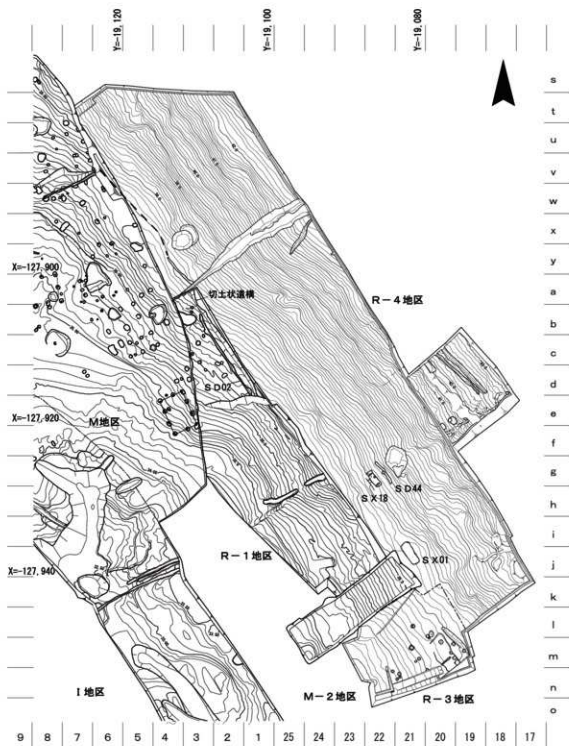 Y=-19,120
Y=-19,100
Y=-19,080
s
t
u
v
w
x
X=-127,900
y
a
切土状遺構
R-4地区
b
c
SD02
d
X=-127,920
e
M地区
f
g
SX18
SD44
h
i
R-1地区
SX01
X=-127,940
j
k
l
m
I地区
M-2地区
R-3地区
n
o
9 8 7 6 5 4 3 2 1 25 24 23 22 21 20 19 18 17